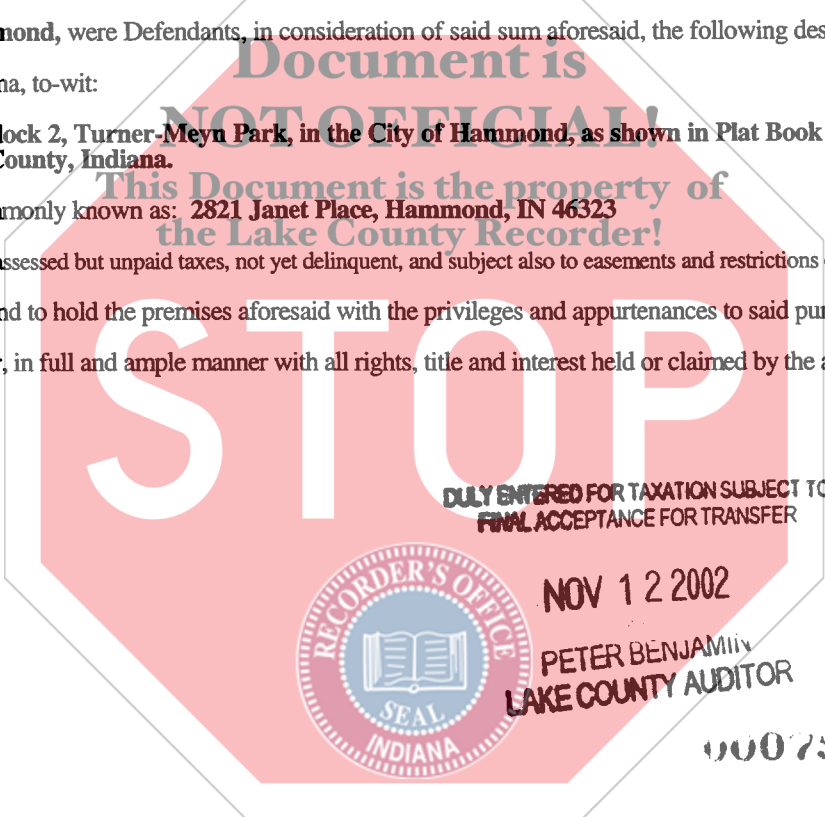 mond, were Defendants, in consideration of said sum aforesaid, the following des
Document is
na, to-wit:
NOT OFFICIAL!
lock 2, Turner-Meyn Park, in the City of Hammond, as shown in Plat Book
County, Indiana.
This Document is the property of
monly known as: 2821 Janet Place, Hammond, IN 46323
the Lake County Recorder!
assessed but unpaid taxes, not yet delinquent, and subject also to easements and restrictions
nd to hold the premises aforesaid with the privileges and appurtenances to said pur
, in full and ample manner with all rights, title and interest held or claimed by the a
STOP
DULY ENTERED FOR TAXATION SUBJECT TO
FINAL ACCEPTANCE FOR TRANSFER
NOV 12 2002
PETER BENJAMIN
LAKE COUNTY AUDITOR
RECORDER'S OFFICE
SEAL
INDIANA